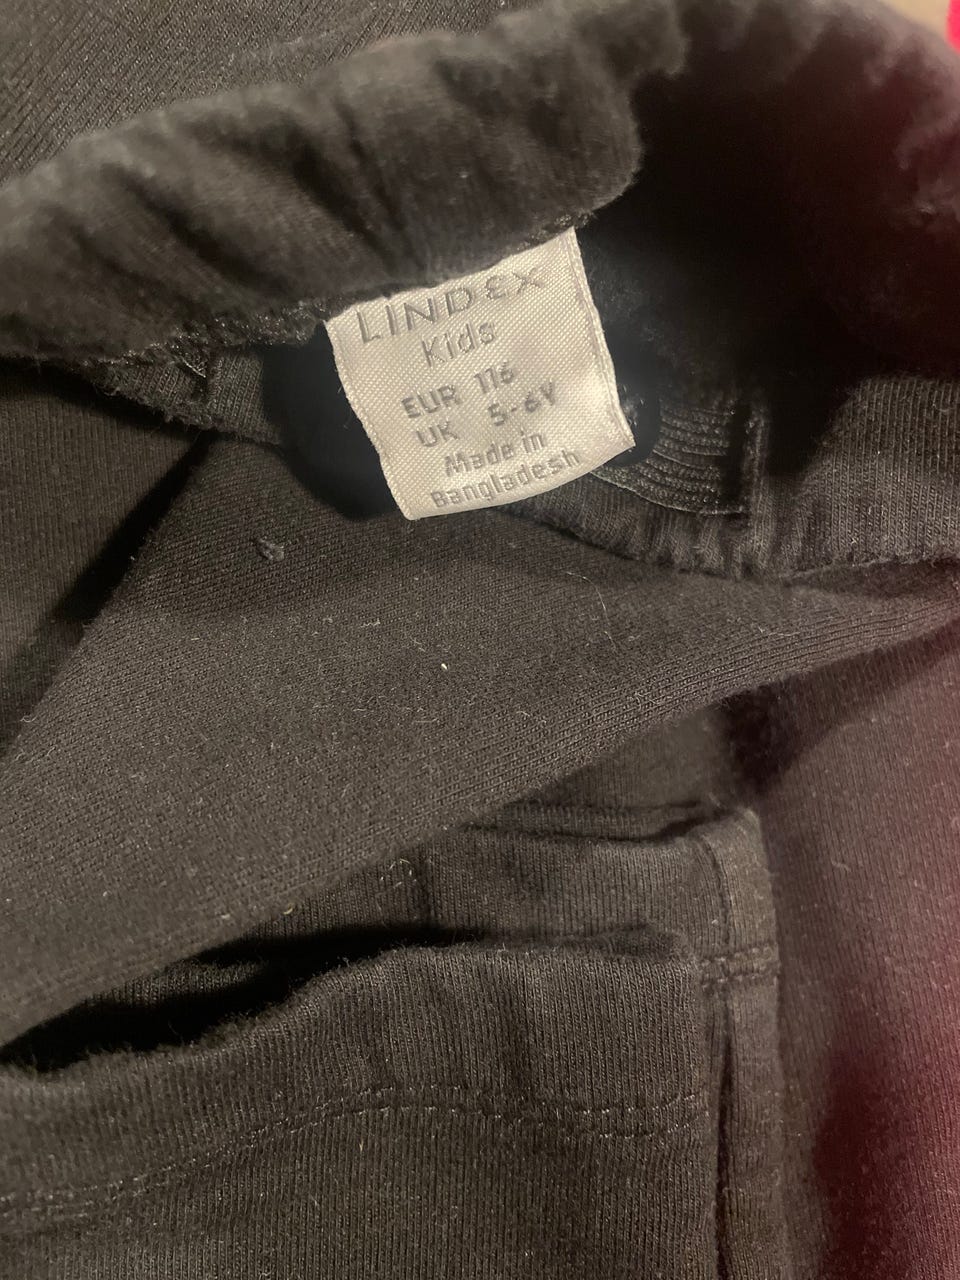 LINDEX
Kids
EUR 116
UK 5-6Y
Made in
Bangladesh